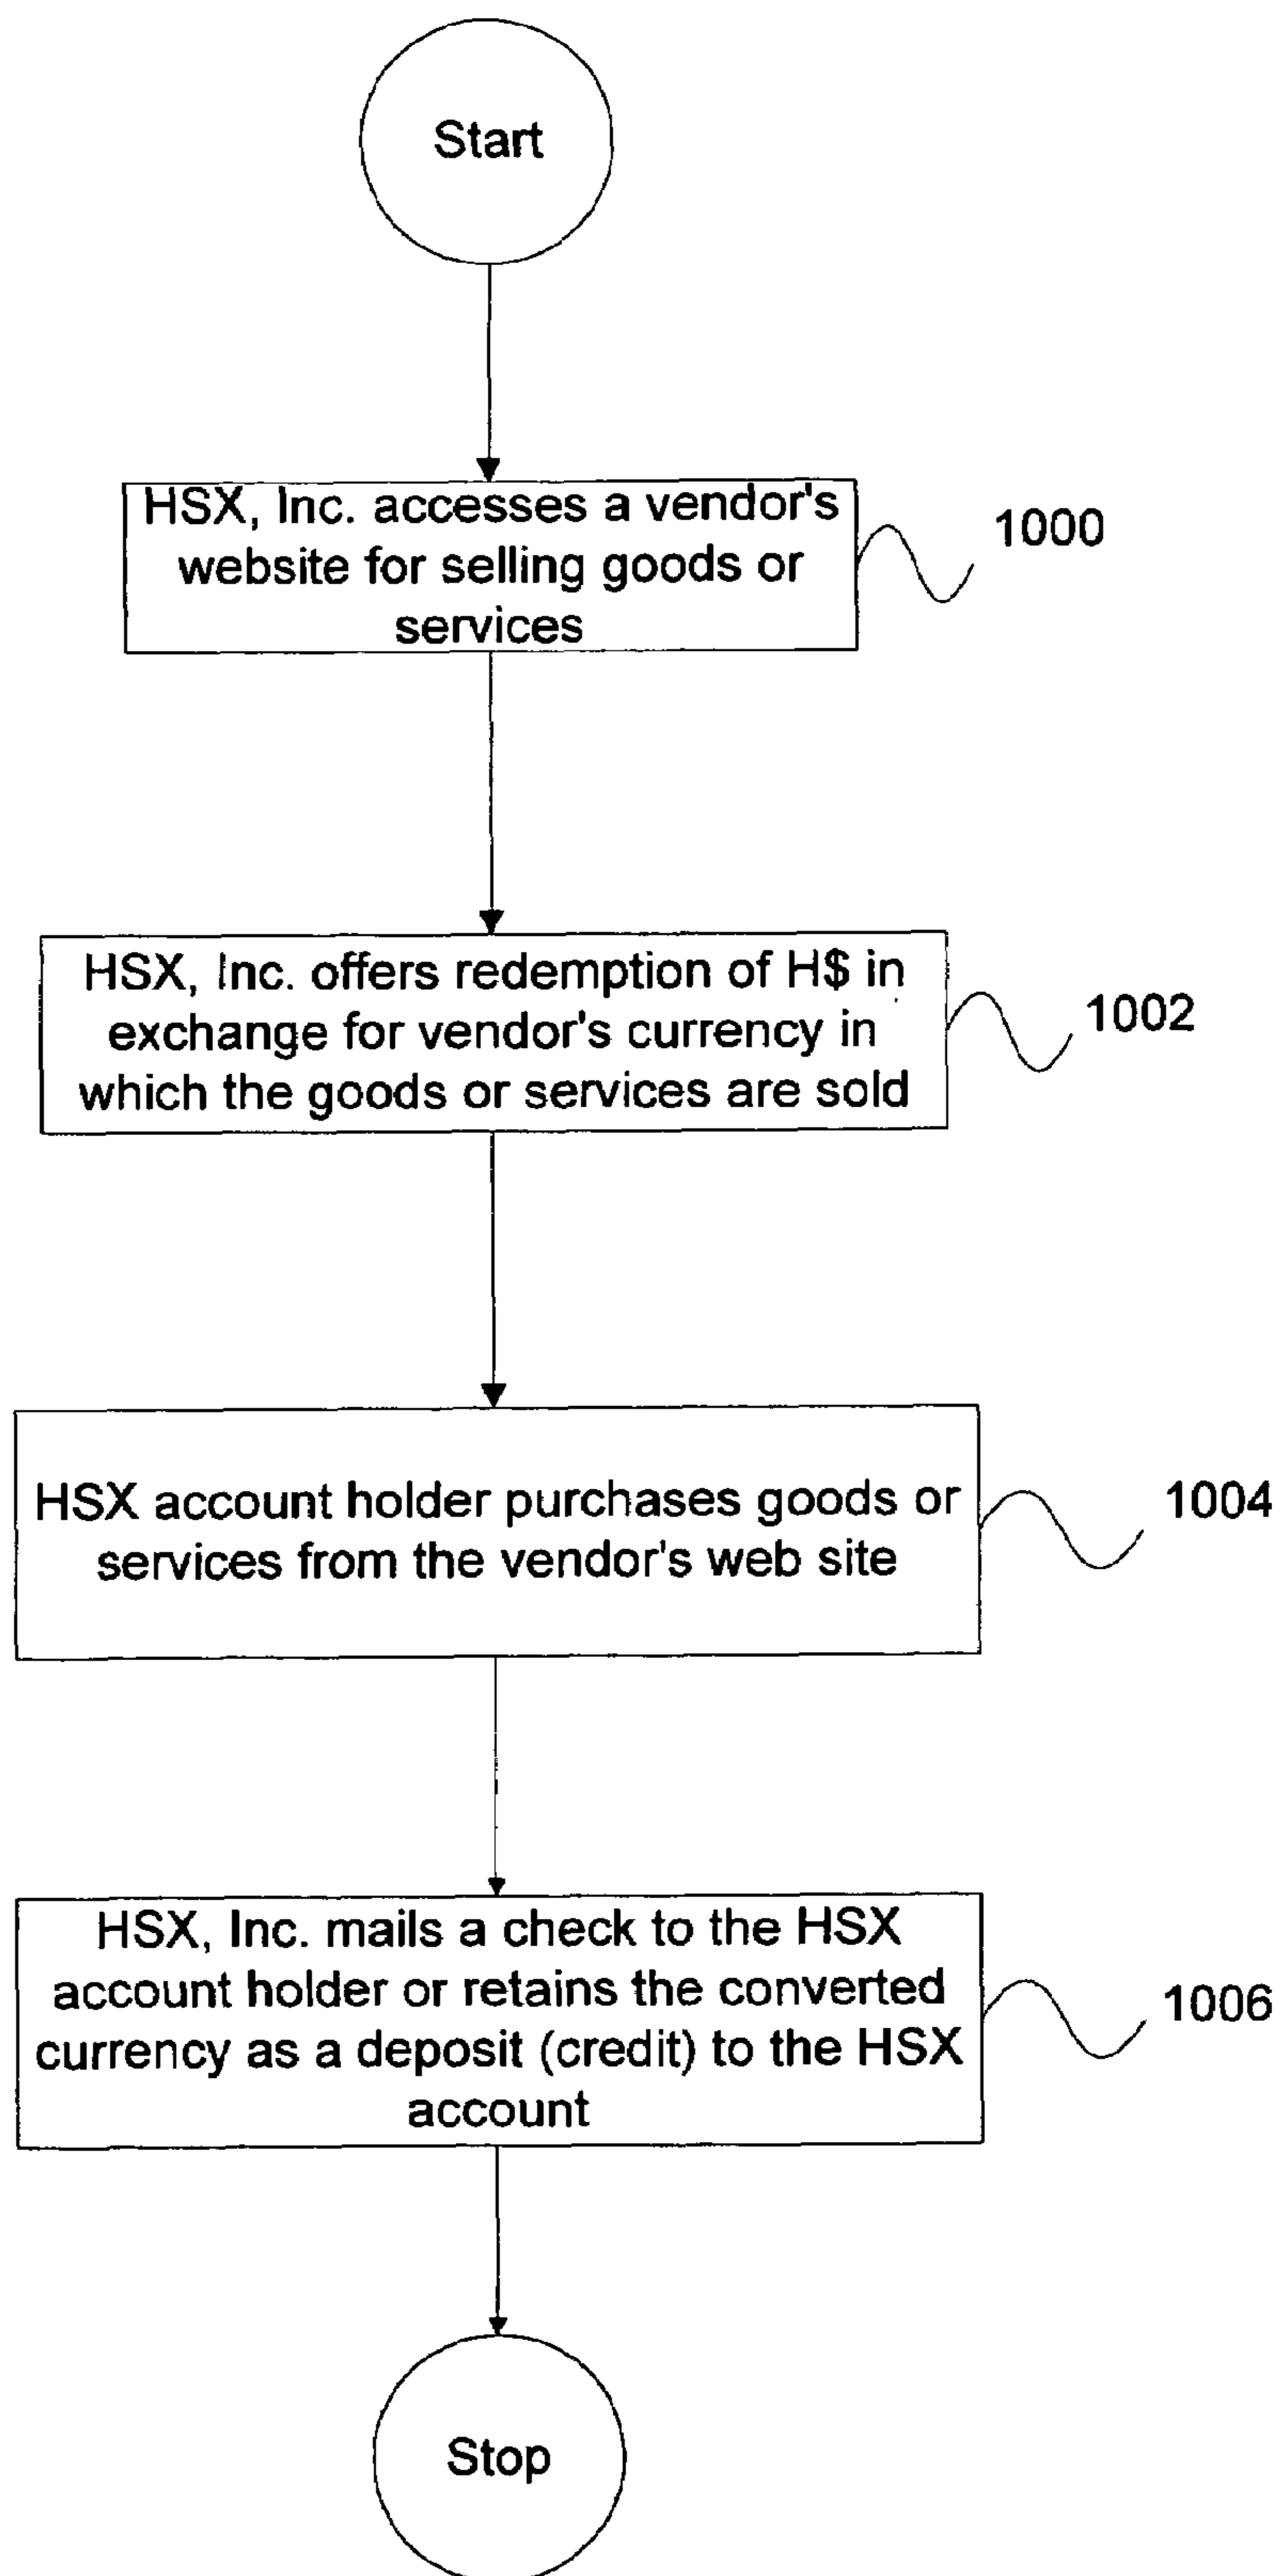 Start
HSX, Inc. accesses a vendor's
website for selling goods or
services
1000
HSX, Inc. offers redemption of H$ in
exchange for vendor's currency in
which the goods or services are sold
1002
HSX account holder purchases goods or
services from the vendor's web site
1004
HSX, Inc. mails a check to the HSX
account holder or retains the converted
currency as a deposit (credit) to the HSX
account
1006
Stop